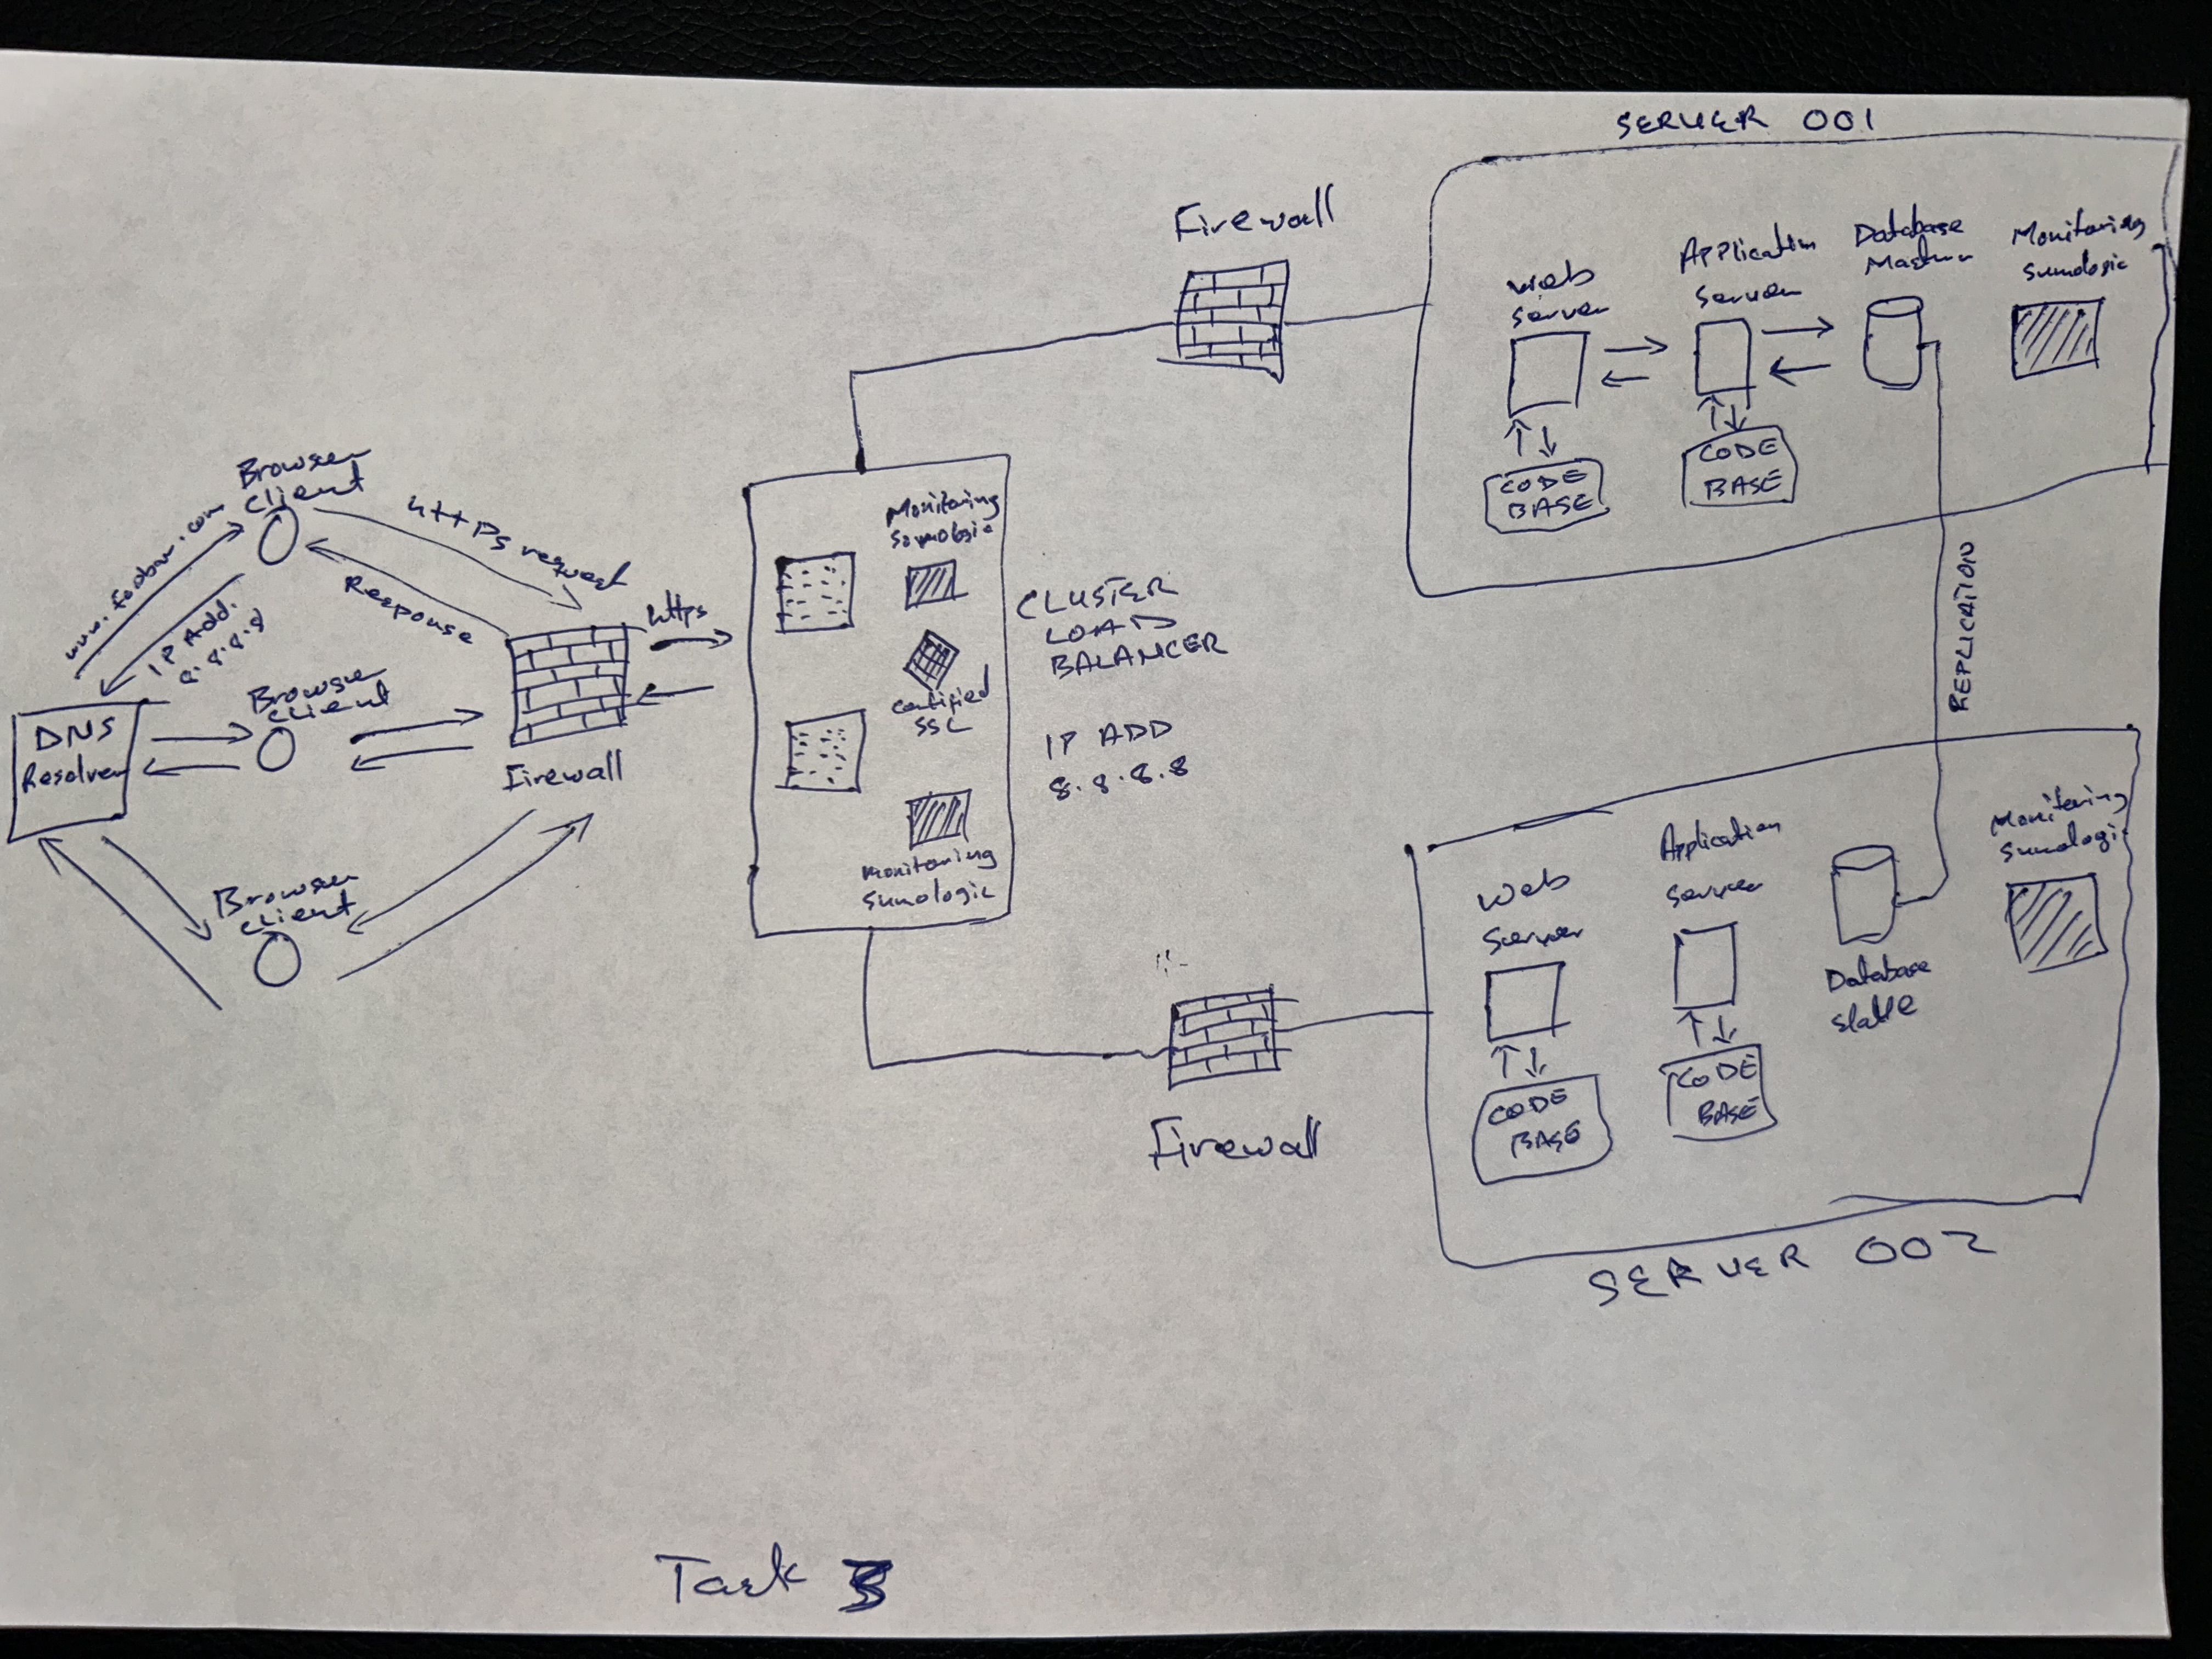 SERVER 001
Firewall
Web
Server
Application
Server
Database
Master
Monitoring
Sumologic
CODE
BASE
CODE
BASE
Browser
client
www.foobar.com
IP Add.
8.8.8.8
https request
Response
https
DNS
Resolver
Browser
client
Firewall
Browser
client
Monitoring
Sumologic
Certified
SSL
Monitoring
Sumologic
CLUSTER
LOAD
BALANCER
IP ADD
8.8.8.8
REPLICATION
Firewall
Web
Server
Application
Server
Database
Monitoring
Sumologic
CODE
BASE
CODE
BASE
SERVER 002
Task 3